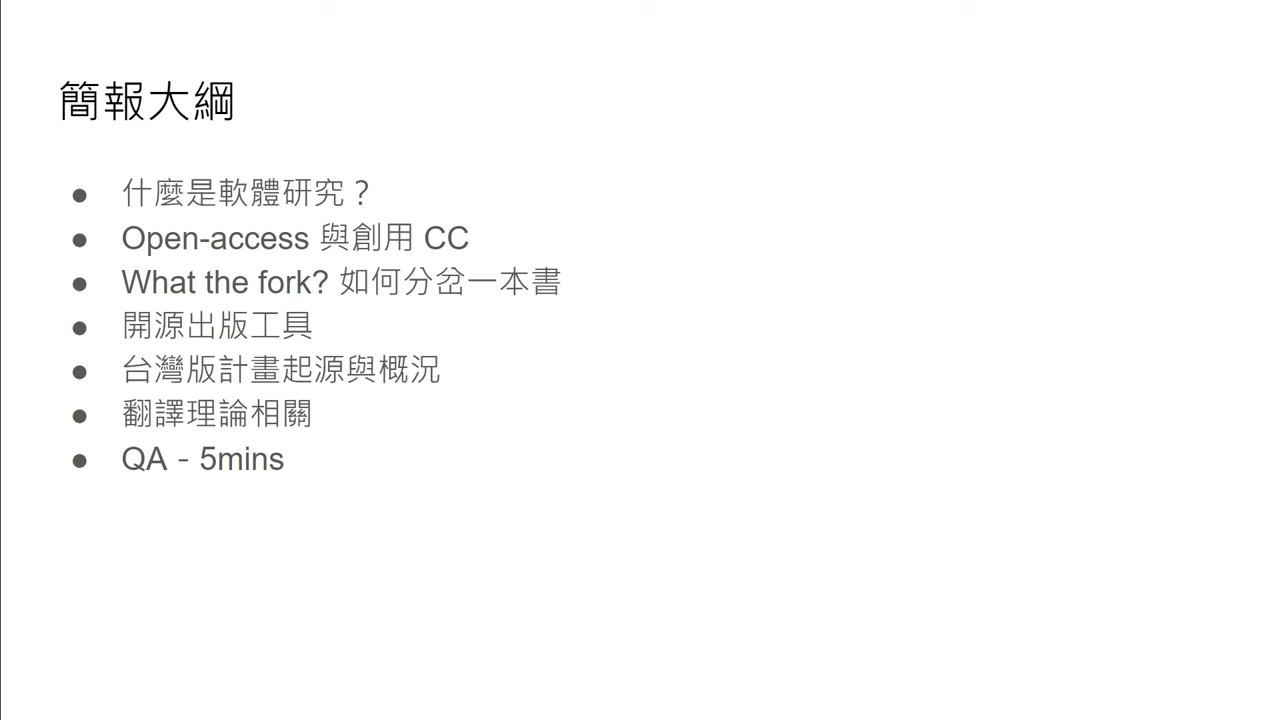 簡報大綱
● 什麼是軟體研究？
● Open-access 與創用 CC
● What the fork? 如何分岔一本書
● 開源出版工具
● 台灣版計畫起源與概況
● 翻譯理論相關
● QA - 5mins